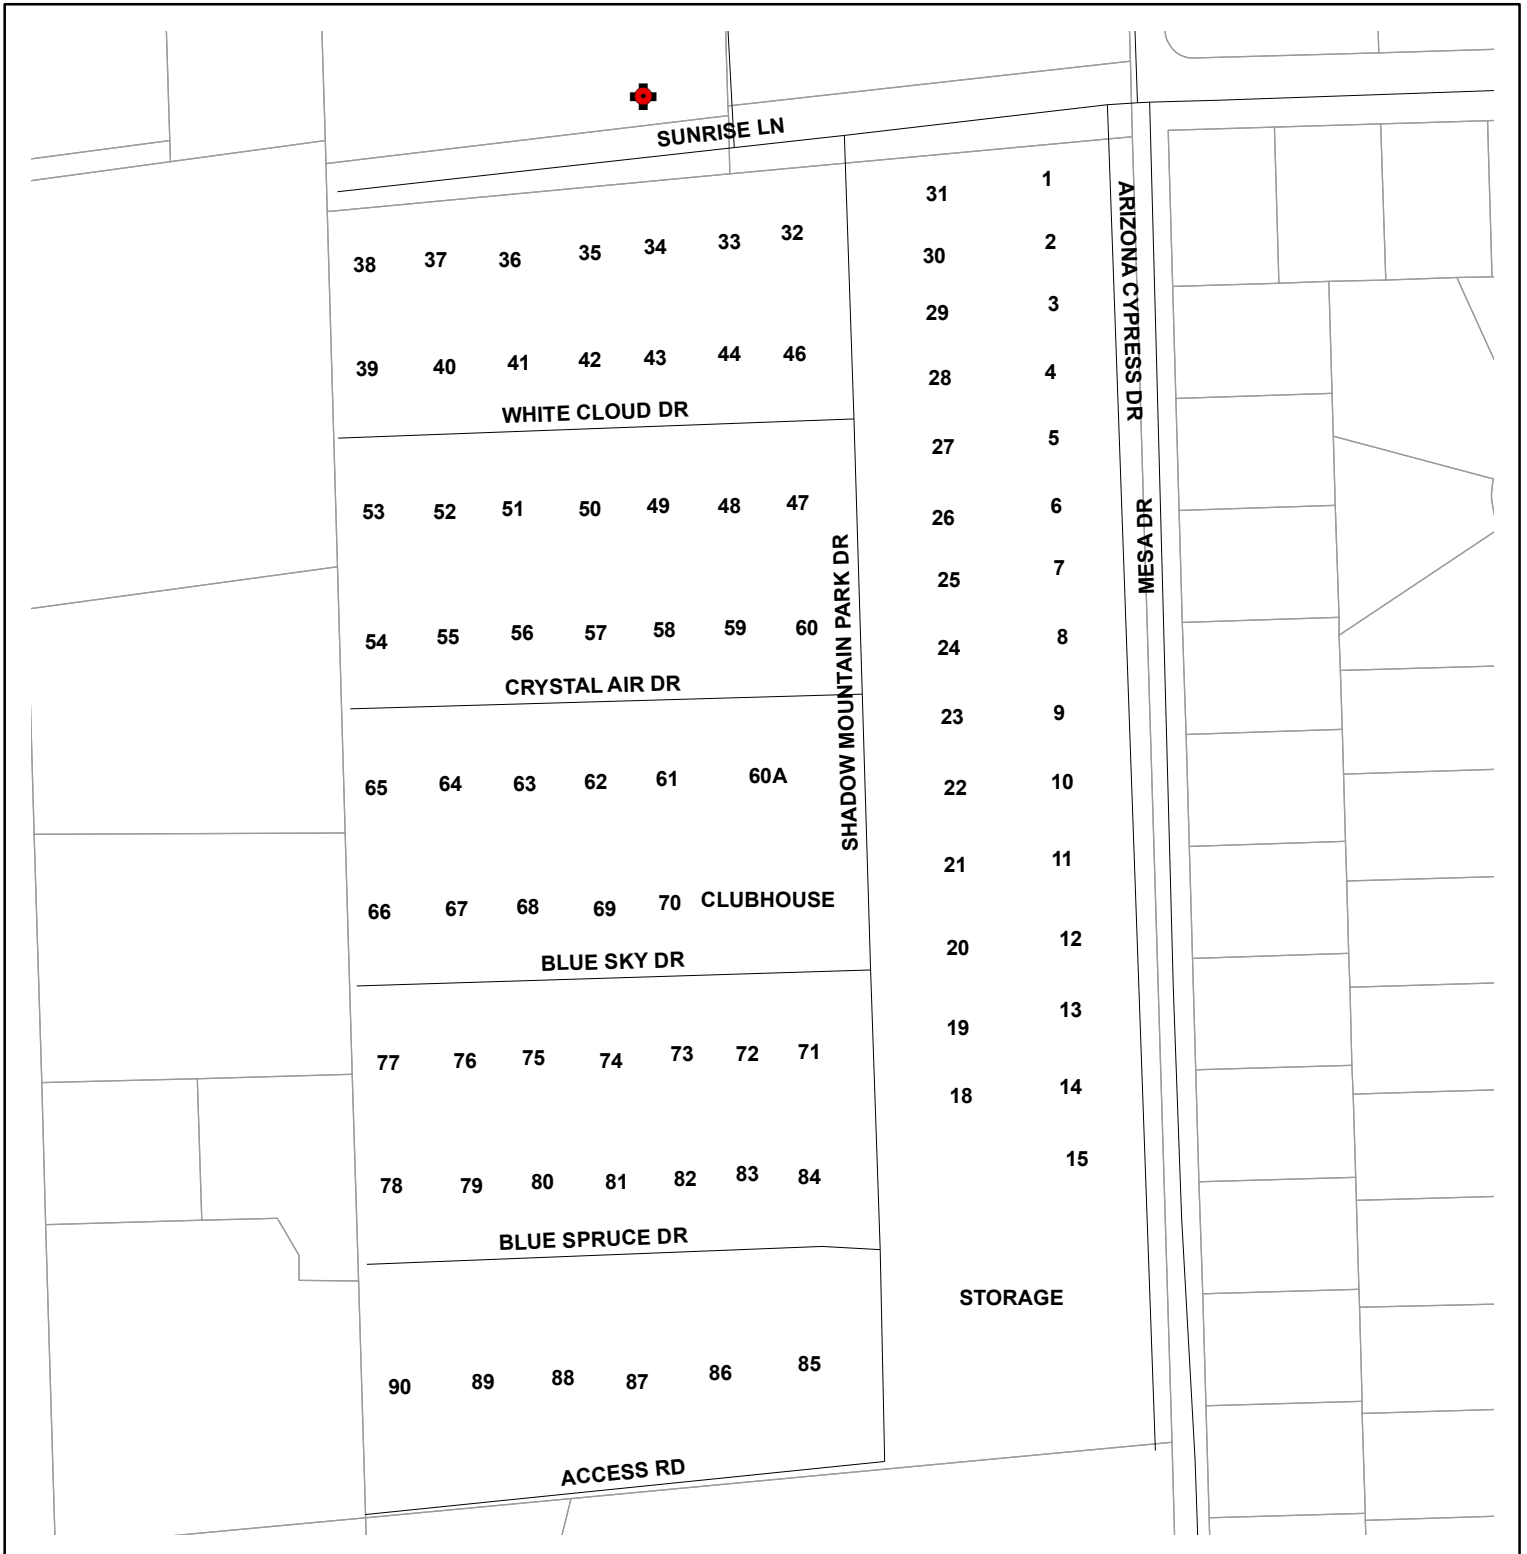 SUNRISE LN
31 1
38 37 36 35 34 33 32
30 2
29 3
39 40 41 42 43 44 46
28 4
ARIZONA CYPRESS DR
WHITE CLOUD DR
27 5
53 52 51 50 49 48 47
26 6
MESA DR
25 7
54 55 56 57 58 59 60
24 8
CRYSTAL AIR DR
SHADOW MOUNTAIN PARK DR
23 9
65 64 63 62 61 60A
22 10
21 11
66 67 68 69 70 CLUBHOUSE
20 12
BLUE SKY DR
19 13
77 76 75 74 73 72 71
18 14
15
78 79 80 81 82 83 84
BLUE SPRUCE DR
STORAGE
90 89 88 87 86 85
ACCESS RD